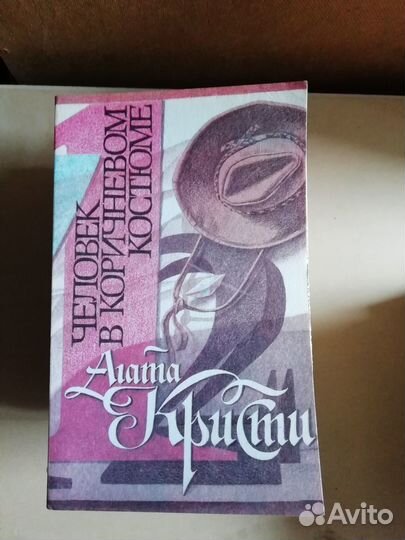 ЧЕЛОВЕК
В КОРИЧНЕВОМ
КОСТЮМЕ
Агата
Кристи
Avito